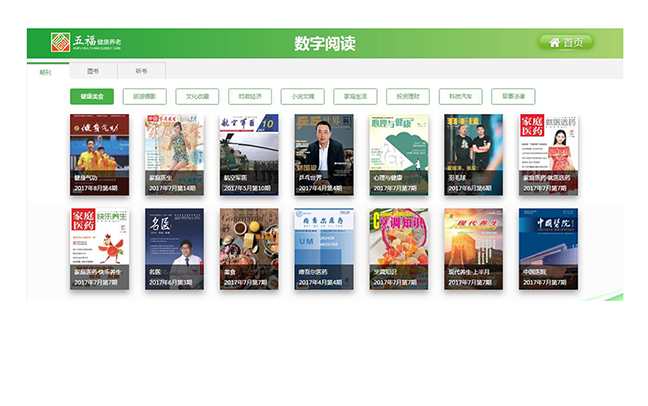 五福健康养老
数字阅读
首页
期刊
图书
听书
健康美食
旅游摄影
文化收藏
时政经济
小说文摘
家庭生活
投资理财
科技汽车
军事法律
健身气功
2017年8月第4期
家庭医生
2017年7月第14期
航空军医
2017年5月第10期
乒乓世界
2017年4月第4期
心理与健康
2017年7月第7期
羽毛球
2017年6月第6期
家庭医药·就医选药
2017年7月第7期
家庭医药·快乐养生
2017年7月第7期
名医
2017年6月第3期
美食
2017年7月第7期
维吾尔医药
2017年4月第4期
烹调知识
2017年7月第7期
现代养生·上半月
2017年7月第7期
中国医院
2017年7月第7期